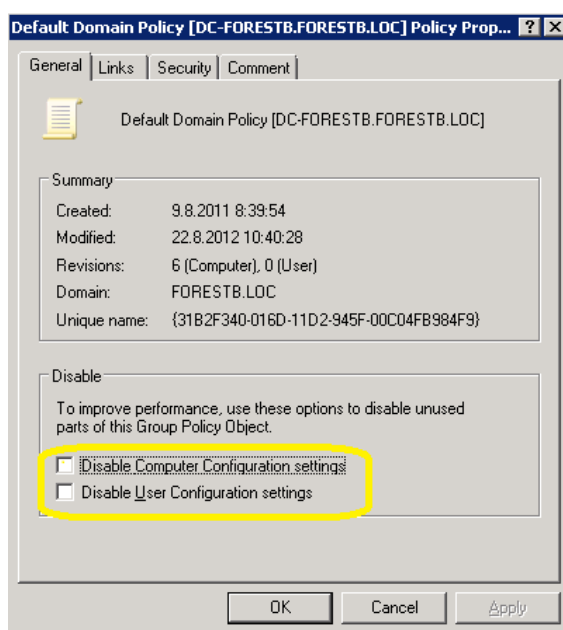 Default Domain Policy [DC-FORESTB.FORESTB.LOC] Policy Prop...
General Links Security Comment
Default Domain Policy [DC-FORESTB.FORESTB.LOC]
Summary
Created: 9.8.2011 8:39:54
Modified: 22.8.2012 10:40:28
Revisions: 6 (Computer), 0 (User)
Domain: FORESTB.LOC
Unique name: {31B2F340-016D-11D2-945F-00C04FB984F9}
Disable
To improve performance, use these options to disable unused
parts of this Group Policy Object.
Disable Computer Configuration settings
Disable User Configuration settings
OK Cancel Apply